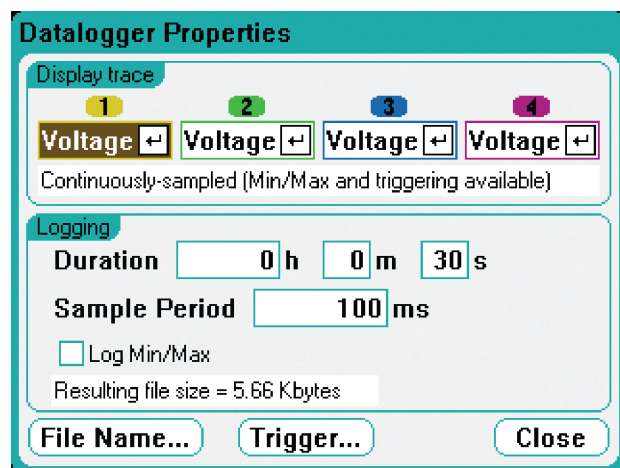 Datalogger Properties
Display trace
1 2 3 4
Voltage ↵ Voltage ↵ Voltage ↵ Voltage ↵
Continuously-sampled (Min/Max and triggering available)
Logging
Duration 0 h 0 m 30 s
Sample Period 100 ms
Log Min/Max
Resulting file size = 5.66 Kbytes
File Name... Trigger... Close